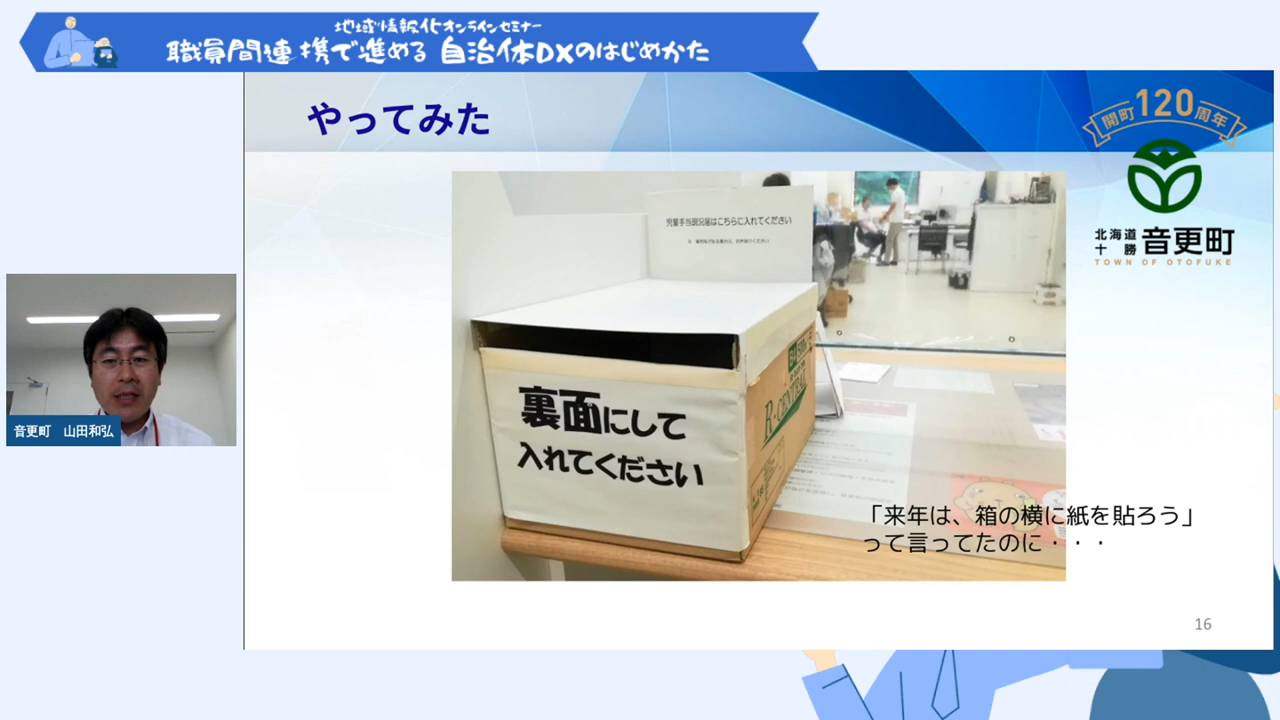 地域情報化オンラインセミナー
職員間連携で進める 自治体DXのはじめかた
やってみた
開町120周年
北海道
十勝
音更町
TOWN OF OTOFUKE
児童手当現況届はこちらに入れてください
裏面にして
入れてください
R-CENTRAL
「来年は、箱の横に紙を貼ろう」
って言ってたのに・・・
音更町 山田和弘
16